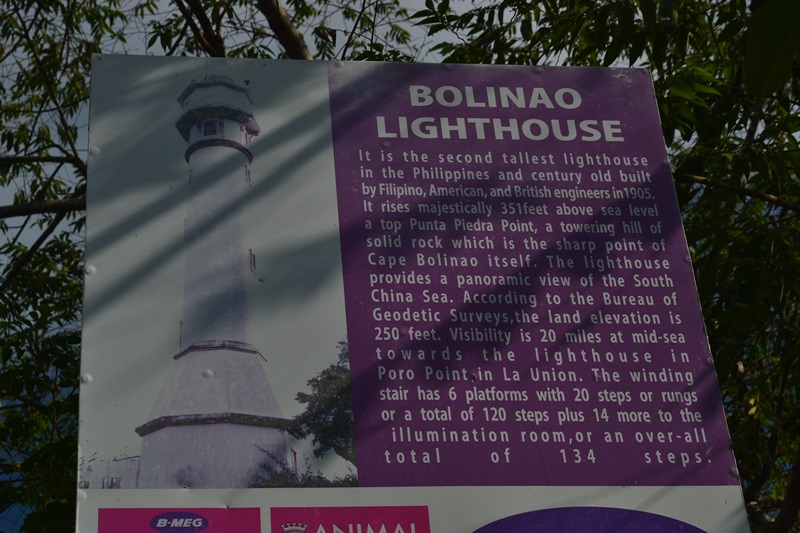 BOLINAO
LIGHTHOUSE
It is the second tallest lighthouse
in the Philippines and century old built
by Filipino, American, and British engineers in1905.
It rises majestically 351feet above sea level
a top Punta Piedra Point, a towering hill of
solid rock which is the sharp point of
Cape Bolinao itself. The lighthouse
provides a panoramic view of the South
China Sea. According to the Bureau of
Geodetic Surveys,the land elevation is
250 feet. Visibility is 20 miles at mid-sea
towards the lighthouse in
Poro Point in La Union. The winding
stair has 6 platforms with 20 steps or rungs
or a total of 120 steps plus 14 more to the
illumination room,or an over-all
total of 134 steps.
B-MEG
ANIMAL